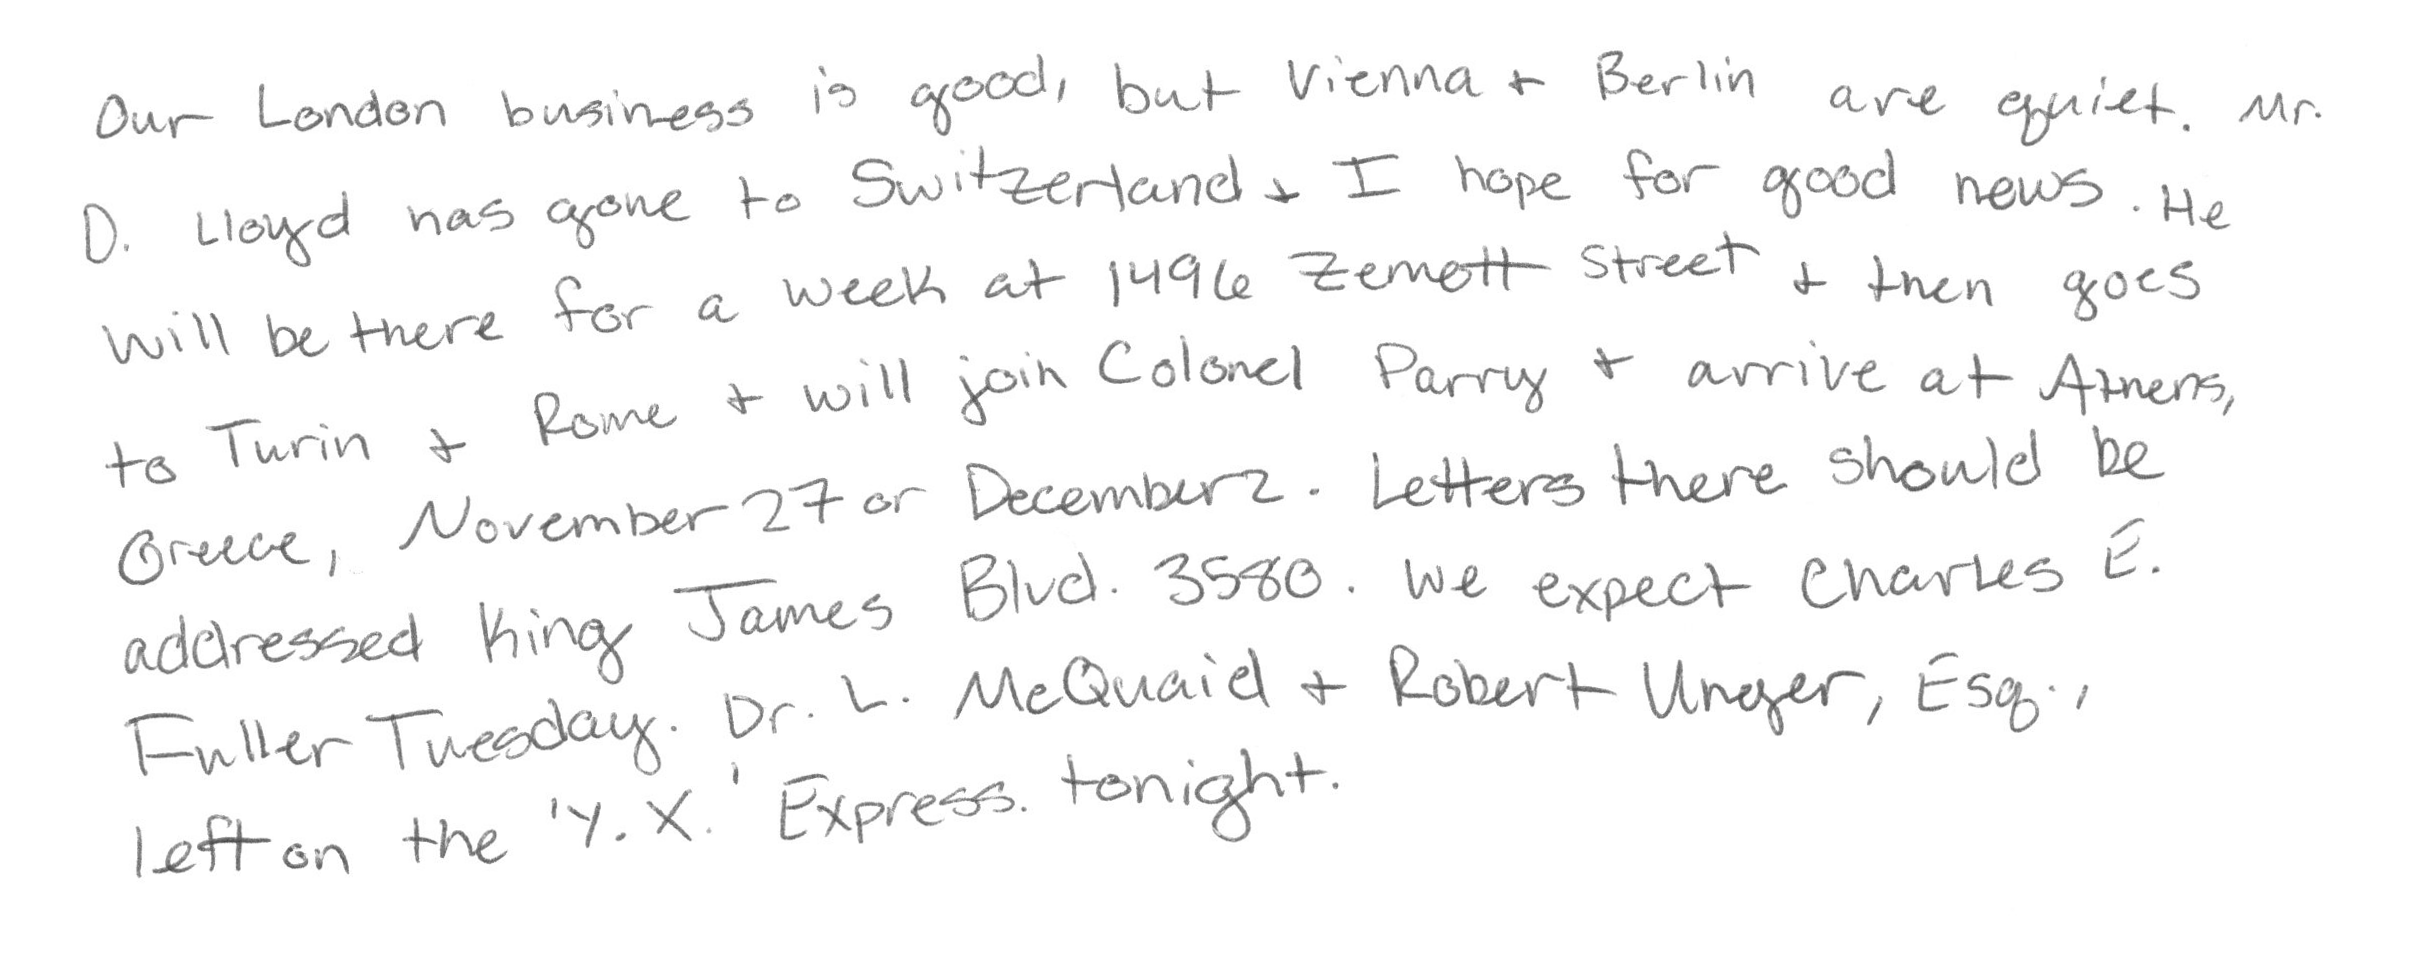 Our London business is good, but Vienna + Berlin are quiet. Mr.
D. Lloyd has gone to Switzerland + I hope for good news. He
will be there for a week at 1496 Zemott Street + then goes
to Turin + Rome + will join Colonel Parry + arrive at Athens,
Greece, November 27 or December 2. Letters there should be
addressed King James Blvd. 3580. We expect Charles E.
Fuller Tuesday. Dr. L. McQuaid + Robert Unger, Esq.,
left on the 'Y. X.' Express. tonight.